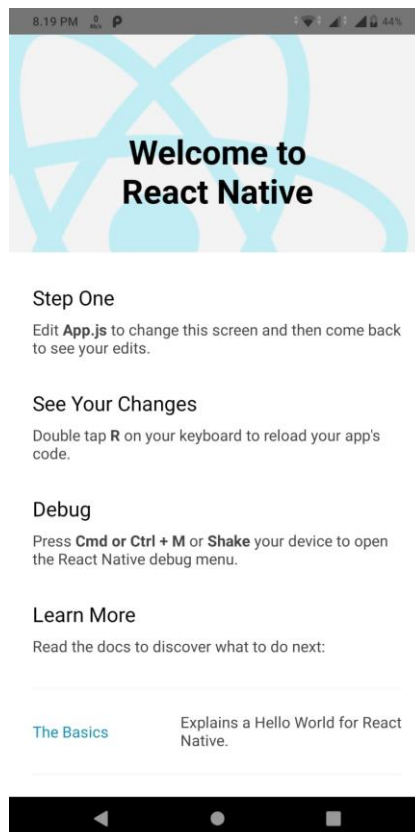 8.19 PM 0 44%
Welcome to
React Native
Step One
Edit App.js to change this screen and then come back
to see your edits.
See Your Changes
Double tap R on your keyboard to reload your app's
code.
Debug
Press Cmd or Ctrl + M or Shake your device to open
the React Native debug menu.
Learn More
Read the docs to discover what to do next:
The Basics
Explains a Hello World for React
Native.